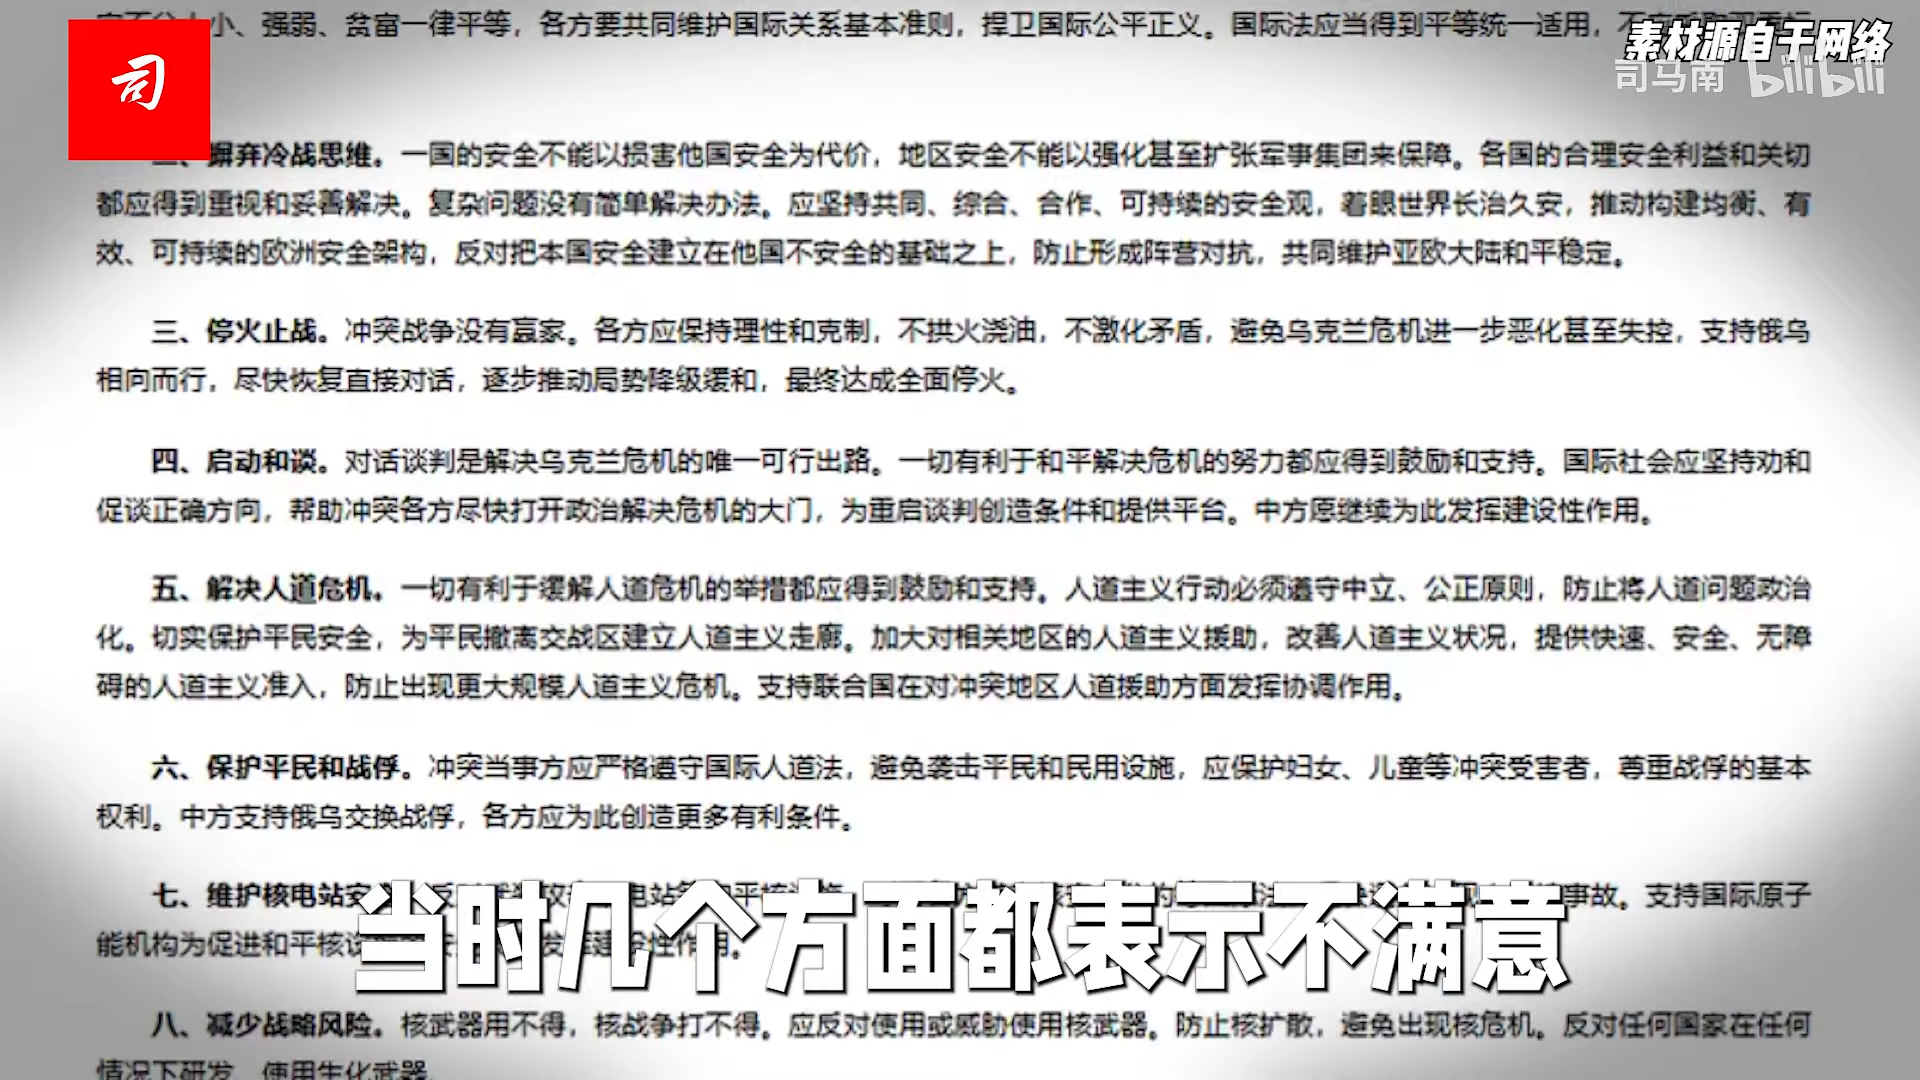 小、强弱、贫富一律平等，各方要共同维护国际关系基本准则，捍卫国际公平正义。国际法应当得到平等统一适用，
素材源自于网络
司马南 bilibili
司
摒弃冷战思维。一国的安全不能以损害他国安全为代价，地区安全不能以强化甚至扩张军事集团来保障。各国的合理安全利益和关切
都应得到重视和妥善解决。复杂问题没有简单解决办法。应坚持共同、综合、合作、可持续的安全观，着眼世界长治久安，推动构建均衡、有
效、可持续的欧洲安全架构，反对把本国安全建立在他国不安全的基础之上，防止形成阵营对抗，共同维护亚欧大陆和平稳定。
三、停火止战。冲突战争没有赢家。各方应保持理性和克制，不拱火浇油，不激化矛盾，避免乌克兰危机进一步恶化甚至失控，支持俄乌
相向而行，尽快恢复直接对话，逐步推动局势降级缓和，最终达成全面停火。
四、启动和谈。对话谈判是解决乌克兰危机的唯一可行出路。一切有利于和平解决危机的努力都应得到鼓励和支持。国际社会应坚持劝和
促谈正确方向，帮助冲突各方尽快打开政治解决危机的大门，为重启谈判创造条件和提供平台。中方愿继续为此发挥建设性作用。
五、解决人道危机。一切有利于缓解人道危机的举措都应得到鼓励和支持。人道主义行动必须遵守中立、公正原则，防止将人道问题政治
化。切实保护平民安全，为平民撤离交战区建立人道主义走廊。加大对相关地区的人道主义援助，改善人道主义状况，提供快速、安全、无障
碍的人道主义准入，防止出现更大规模人道主义危机。支持联合国在对冲突地区人道援助方面发挥协调作用。
六、保护平民和战俘。冲突当事方应严格遵守国际人道法，避免袭击平民和民用设施，应保护妇女、儿童等冲突受害者，尊重战俘的基本
权利。中方支持俄乌交换战俘，各方应为此创造更多有利条件。
七、维护核电站安 电站 平核 事故。支持国际原子
能机构为促进和平核设 性作用。
当时几个方面都表示不满意
八、减少战略风险。核武器用不得，核战争打不得。应反对使用或威胁使用核武器。防止核扩散，避免出现核危机。反对任何国家在任何
情况下研发、使用生化武器